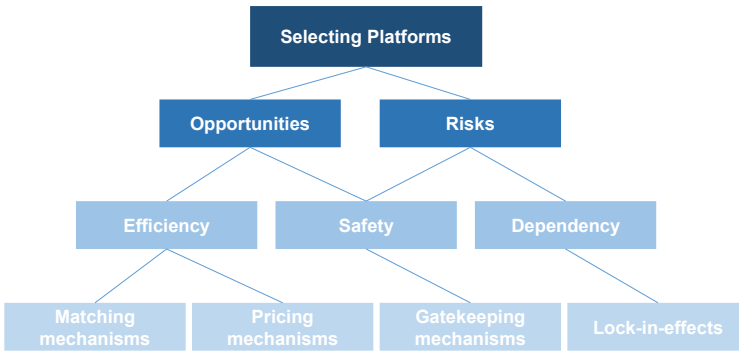 Selecting Platforms
Opportunities
Risks
Efficiency
Safety
Dependency
Matching
mechanisms
Pricing
mechanisms
Gatekeeping
mechanisms
Lock-in-effects